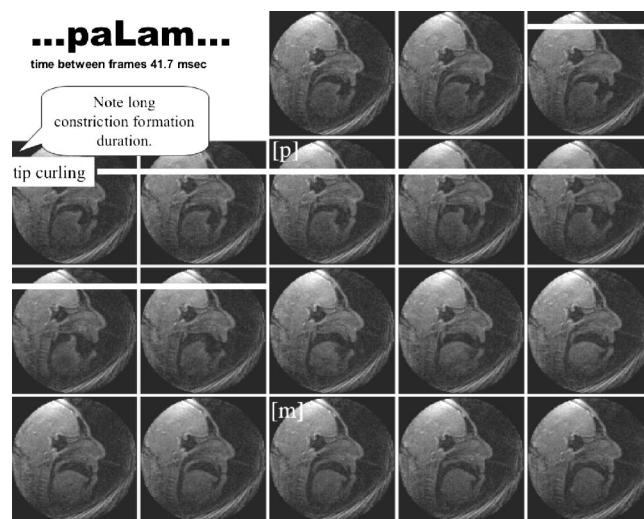 ...paLam...
time between frames 41.7 msec
Note long
constriction formation
duration.
[p]
tip curling
[m]